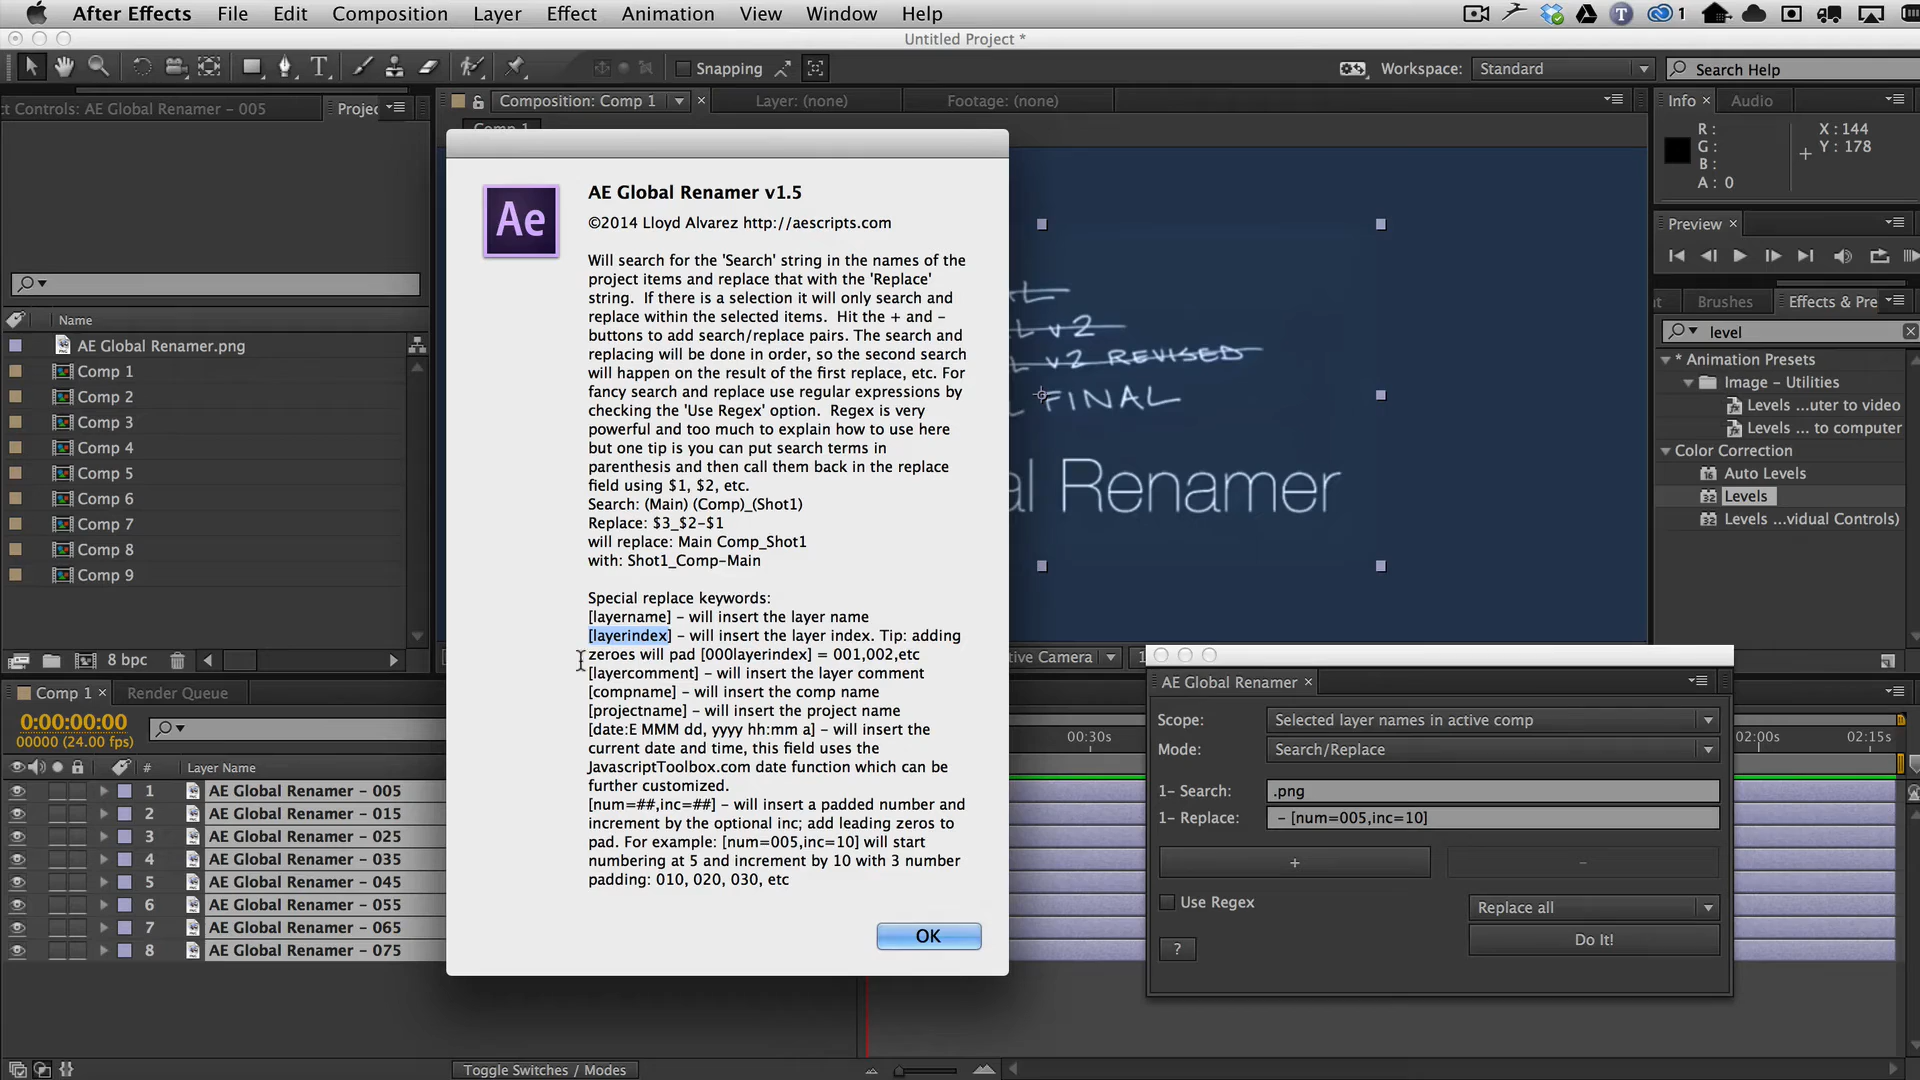 After Effects File Edit Composition Layer Effect Animation View Window Help 1
Untitled Project *
Snapping Workspace: Standard Search Help
t Controls: AE Global Renamer – 005 Projec
Composition: Comp 1 × Layer: (none) Footage: (none)
Info × Audio
R :
G :
B :
A : 0
X : 144
Y : 178
Preview ×
Brushes Effects & Pre
level
* Animation Presets
Image – Utilities
Levels ...uter to video
Levels ... to computer
Color Correction
Auto Levels
Levels
Levels ...vidual Controls)
Name
AE Global Renamer.png
Comp 1
Comp 2
Comp 3
Comp 4
Comp 5
Comp 6
Comp 7
Comp 8
Comp 9
8 bpc
Comp 1
AE Global Renamer v1.5
©2014 Lloyd Alvarez http://aescripts.com
Will search for the 'Search' string in the names of the
project items and replace that with the 'Replace'
string. If there is a selection it will only search and
replace within the selected items. Hit the + and –
buttons to add search/replace pairs. The search and
replacing will be done in order, so the second search
will happen on the result of the first replace, etc. For
fancy search and replace use regular expressions by
checking the 'Use Regex' option. Regex is very
powerful and too much to explain how to use here
but one tip is you can put search terms in
parenthesis and then call them back in the replace
field using $1, $2, etc.
Search: (Main) (Comp)_(Shot1)
Replace: $3_$2-$1
will replace: Main Comp_Shot1
with: Shot1_Comp-Main
Special replace keywords:
[layername] – will insert the layer name
[layerindex] – will insert the layer index. Tip: adding
zeroes will pad [000layerindex] = 001,002,etc
[layercomment] – will insert the layer comment
[compname] – will insert the comp name
[projectname] – will insert the project name
[date:E MMM dd, yyyy hh:mm a] – will insert the
current date and time, this field uses the
JavascriptToolbox.com date function which can be
further customized.
[num=##,inc=##] – will insert a padded number and
increment by the optional inc; add leading zeros to
pad. For example: [num=005,inc=10] will start
numbering at 5 and increment by 10 with 3 number
padding: 010, 020, 030, etc
OK
v2
v2 REVISED
FINAL
al Renamer
tive Camera
Comp 1 × Render Queue
0:00:00:00
00000 (24.00 fps)
# Layer Name
1 AE Global Renamer – 005
2 AE Global Renamer – 015
3 AE Global Renamer – 025
4 AE Global Renamer – 035
5 AE Global Renamer – 045
6 AE Global Renamer – 055
7 AE Global Renamer – 065
8 AE Global Renamer – 075
00:30s 02:00s 02:15s
AE Global Renamer ×
Scope: Selected layer names in active comp
Mode: Search/Replace
1- Search: .png
1- Replace: – [num=005,inc=10]
+ –
Use Regex Replace all
? Do It!
Toggle Switches / Modes